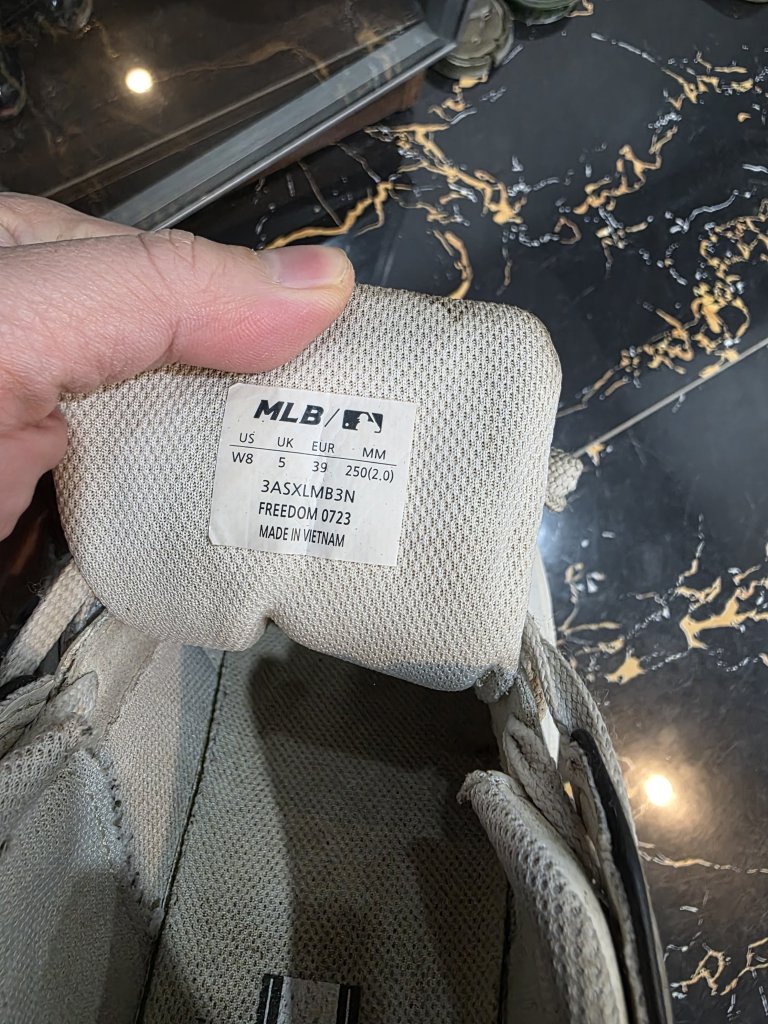 MLB/
US UK EUR MM
W8 5 39 250(2.0)
3ASXLMB3N
FREEDOM 0723
MADE IN VIETNAM